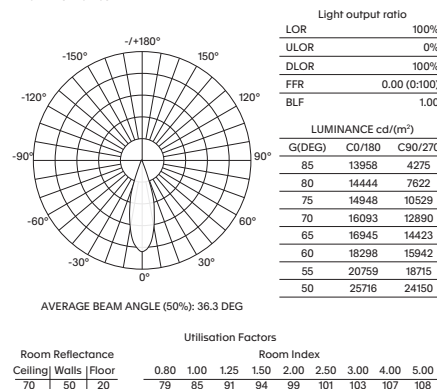 -/+180°
-150° 150°
-120° 120°
-90° 90°
-60° 60°
-30° 30°
0°
AVERAGE BEAM ANGLE (50%): 36.3 DEG
Light output ratio
LOR 100%
ULOR 0%
DLOR 100%
FFR 0.00 (0:100)
BLF 1.00
LUMINANCE cd/(m²)
G(DEG) C0/180 C90/270
85 13958 4275
80 14444 7622
75 14948 10529
70 16093 12890
65 16945 14423
60 18298 15942
55 20759 18715
50 25716 24150
Utilisation Factors
Room Reflectance Room Index
Ceiling Walls Floor 0.80 1.00 1.25 1.50 2.00 2.50 3.00 4.00 5.00
70 50 20 79 85 91 94 99 101 103 107 108